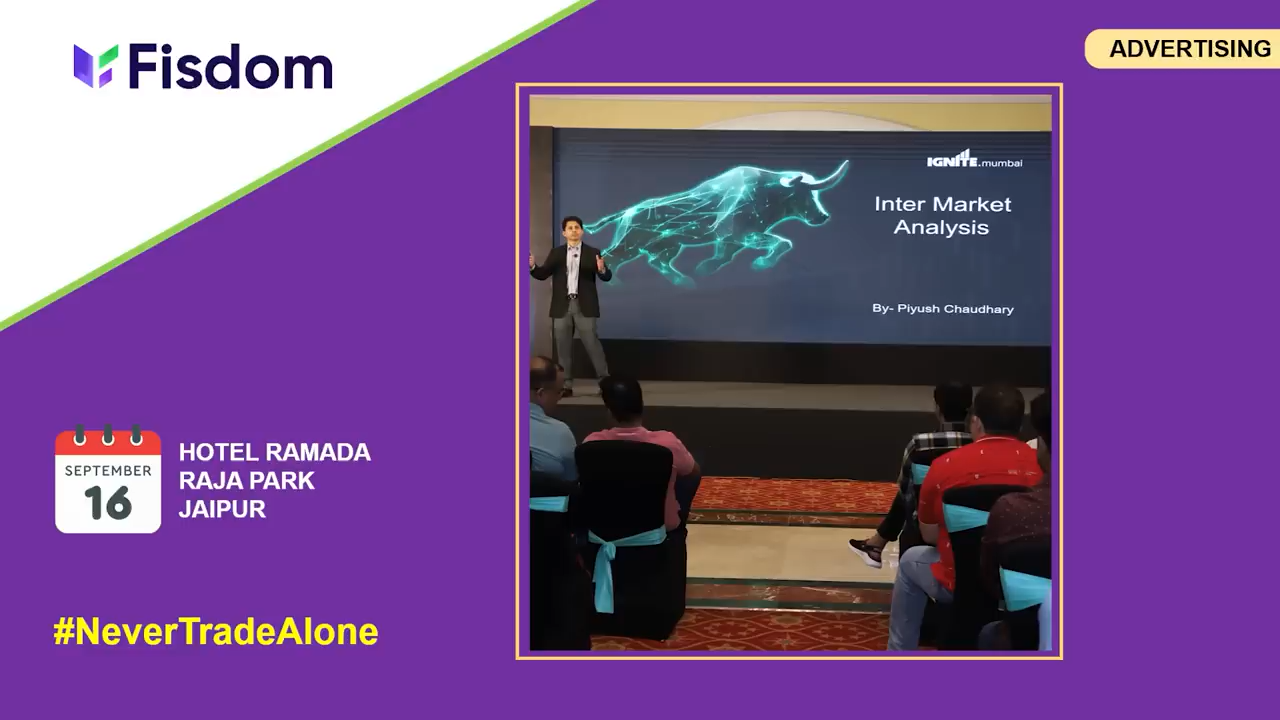 Fisdom
ADVERTISING
IGNITE.mumbai
Inter Market
Analysis
By- Piyush Chaudhary
SEPTEMBER
16
HOTEL RAMADA
RAJA PARK
JAIPUR
#NeverTradeAlone